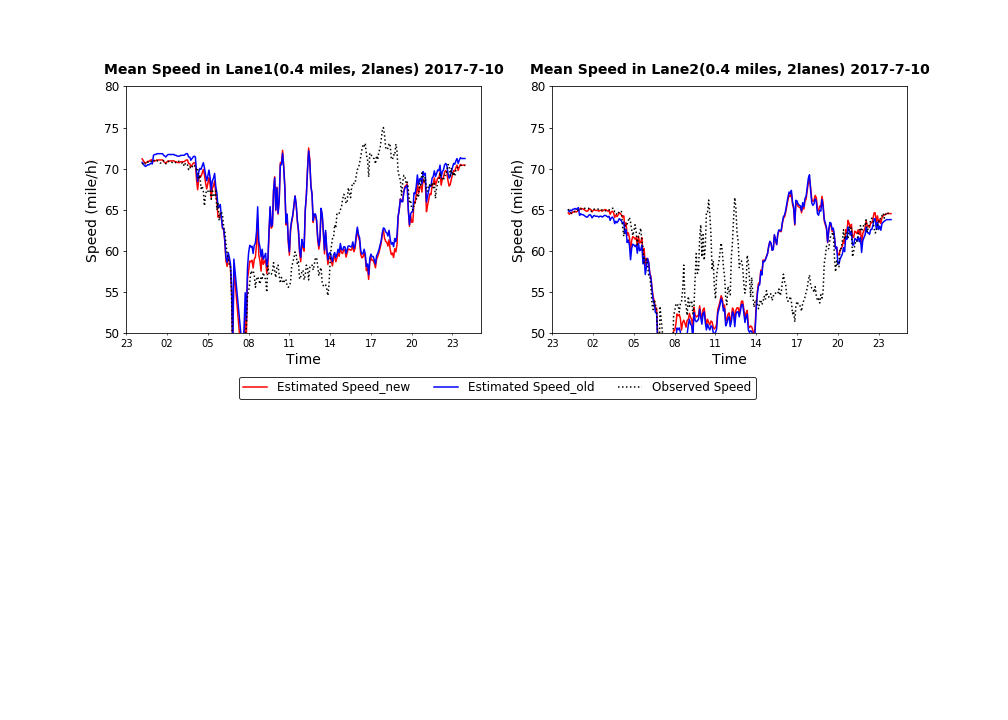 Mean Speed in Lane1(0.4 miles, 2lanes) 2017-7-10
80
75
70
65
60
55
50
Speed (mile/h)
23 02 05 08 11 14 17 20 23
Time
Mean Speed in Lane2(0.4 miles, 2lanes) 2017-7-10
80
75
70
65
60
55
50
Speed (mile/h)
23 02 05 08 11 14 17 20 23
Time
Estimated Speed_new Estimated Speed_old Observed Speed